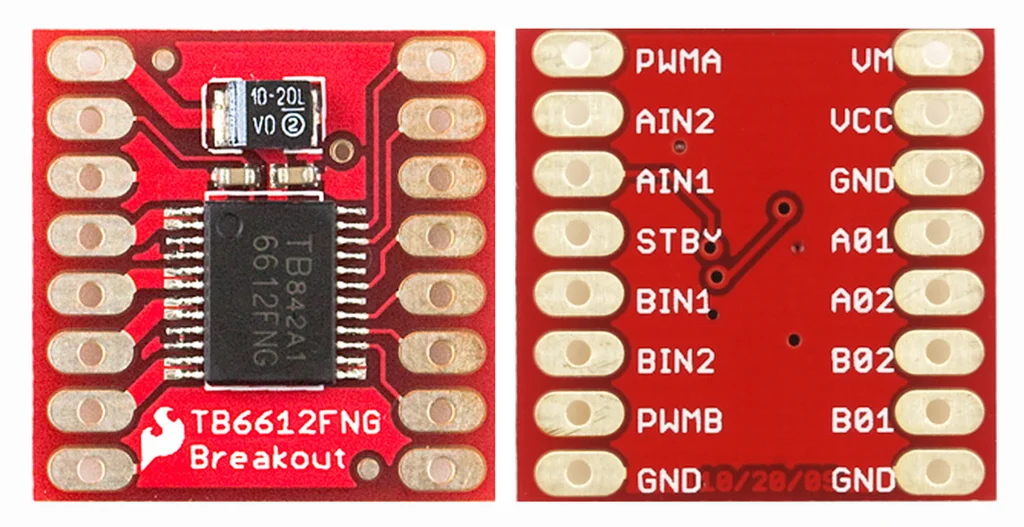 10-20L
V0 2
TB842A1
6612FNG
TB6612FNG
Breakout
PWMA VM
AIN2 VCC
AIN1 GND
STBY A01
BIN1 A02
BIN2 B02
PWMB B01
GND 10/20/09 GND